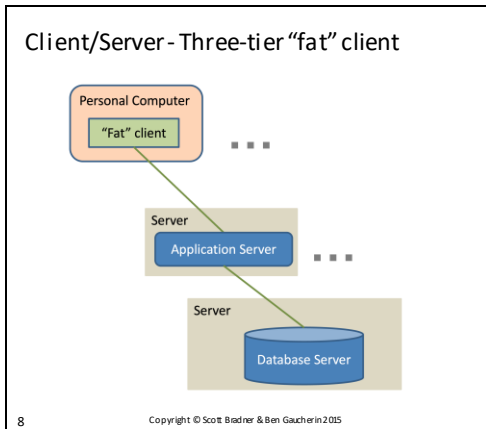 Client/Server - Three-tier “fat” client
Personal Computer
“Fat” client
Server
Application Server
Server
Database Server
8
Copyright © Scott Bradner & Ben Gaucherin 2015